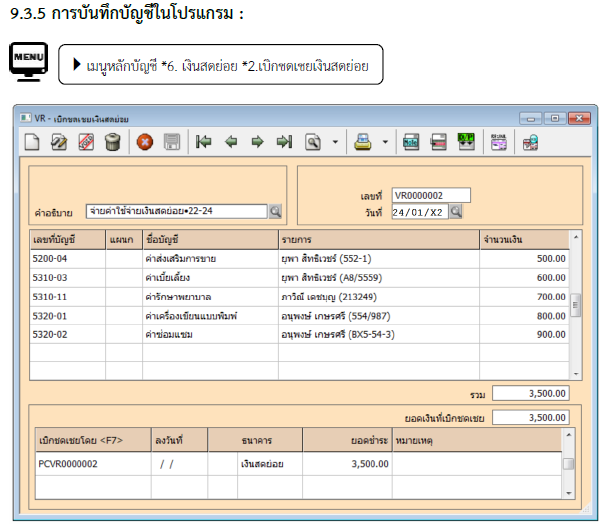 9.3.5 การบันทึกบัญชีในโปรแกรม :
MENU
เมนูหลักบัญชี *6. เงินสดย่อย *2.เบิกชดเชยเงินสดย่อย
VR - เบิกชดเชยเงินสดย่อย
เลขที่ VR0000002
คำอธิบาย จ่ายค่าใช้จ่ายเงินสดย่อย•22-24 วันที่ 24/01/X2
เลขที่บัญชี แผนก ชื่อบัญชี รายการ จำนวนเงิน
5200-04 ค่าส่งเสริมการขาย ยุพา สิทธิเวชร์ (552-1) 500.00
5310-03 ค่าเบี้ยเลี้ยง ยุพา สิทธิเวชร์ (A8/5559) 600.00
5310-11 ค่ารักษาพยาบาล ภาวิณี เดชบุญ (213249) 700.00
5320-01 ค่าเครื่องเขียนแบบพิมพ์ อนุพงษ์ เกษรศรี (554/987) 800.00
5320-02 ค่าซ่อมแซม อนุพงษ์ เกษรศรี (BX5-54-3) 900.00
รวม 3,500.00
ยอดเงินที่เบิกชดเชย 3,500.00
เบิกชดเชยโดย <F7> ลงวันที่ ธนาคาร ยอดชำระ หมายเหตุ
PCVR0000002 / / เงินสดย่อย 3,500.00